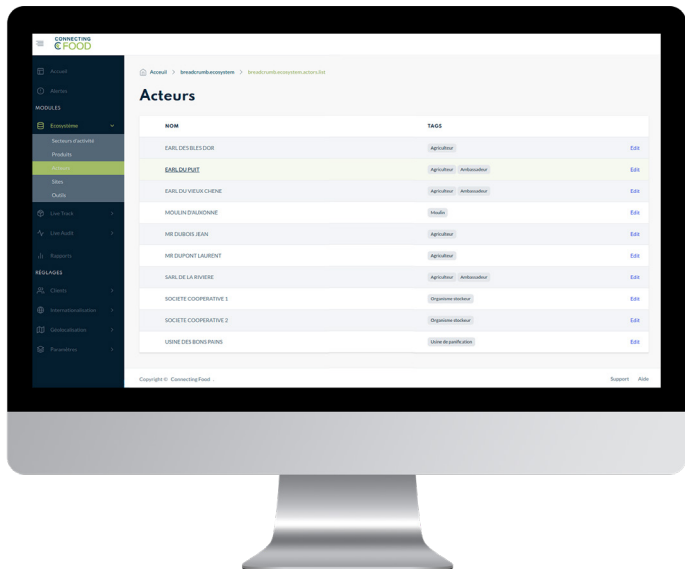 CONNECTING
FOOD
Accueil
Alertes
MODULES
Ecosystème
Secteurs d'activité
Produits
Acteurs
Sites
Outils
Live Track
Live Audit
Rapports
RÉGLAGES
Clients
Internationalisation
Géolocalisation
Paramètres
Acceuil > breadcrumb.ecosystem > breadcrumb.ecosystem.actors.list
Acteurs
NOM TAGS
EARL DES BLES DOR Agriculteur Edit
EARL DU PUIT Agriculteur Ambassadeur Edit
EARL DU VIEUX CHENE Agriculteur Ambassadeur Edit
MOULIN D'AUXONNE Moulin Edit
MR DUBOIS JEAN Agriculteur Edit
MR DUPONT LAURENT Agriculteur Edit
SARL DE LA RIVIERE Agriculteur Ambassadeur Edit
SOCIETE COOPERATIVE 1 Organisme stockeur Edit
SOCIETE COOPERATIVE 2 Organisme stockeur Edit
USINE DES BONS PAINS Usine de panification Edit
Copyright © Connecting Food . Support Aide